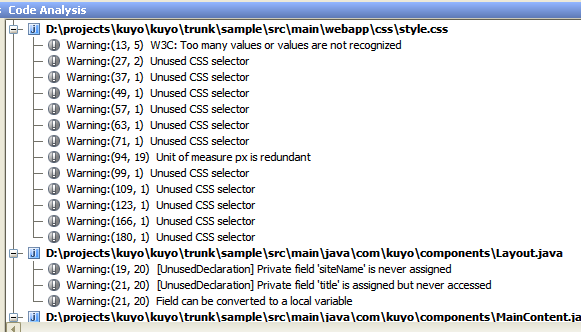 Code Analysis
D:\projects\kuyo\kuyo\trunk\sample\src\main\webapp\css\style.css
Warning:(13, 5) W3C: Too many values or values are not recognized
Warning:(27, 2) Unused CSS selector
Warning:(37, 1) Unused CSS selector
Warning:(49, 1) Unused CSS selector
Warning:(57, 1) Unused CSS selector
Warning:(63, 1) Unused CSS selector
Warning:(71, 1) Unused CSS selector
Warning:(94, 19) Unit of measure px is redundant
Warning:(99, 1) Unused CSS selector
Warning:(109, 1) Unused CSS selector
Warning:(123, 1) Unused CSS selector
Warning:(166, 1) Unused CSS selector
Warning:(180, 1) Unused CSS selector
D:\projects\kuyo\kuyo\trunk\sample\src\main\java\com\kuyo\components\Layout.java
Warning:(19, 20) [UnusedDeclaration] Private field 'siteName' is never assigned
Warning:(21, 20) [UnusedDeclaration] Private field 'title' is assigned but never accessed
Warning:(21, 20) Field can be converted to a local variable
D:\projects\kuyo\kuyo\trunk\sample\src\main\java\com\kuyo\components\MainContent.ja